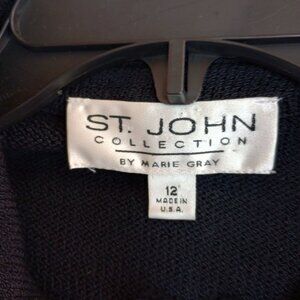 ST. JOHN
COLLECTION
BY MARIE GRAY
12
MADE IN
U.S.A.